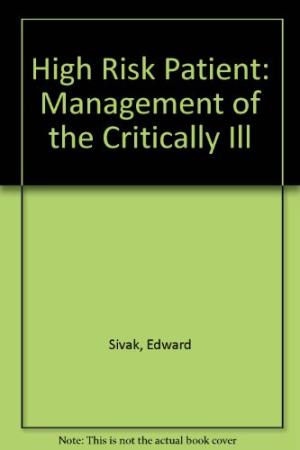 High Risk Patient:
Management of
the Critically Ill
Sivak, Edward
Note: This is not the actual book cover